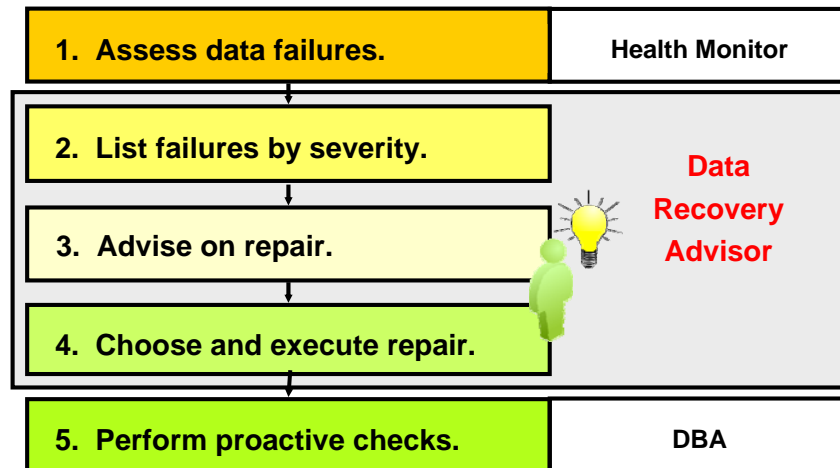 1. Assess data failures.
Health Monitor
2. List failures by severity.
Data
Recovery
Advisor
3. Advise on repair.
4. Choose and execute repair.
5. Perform proactive checks.
DBA